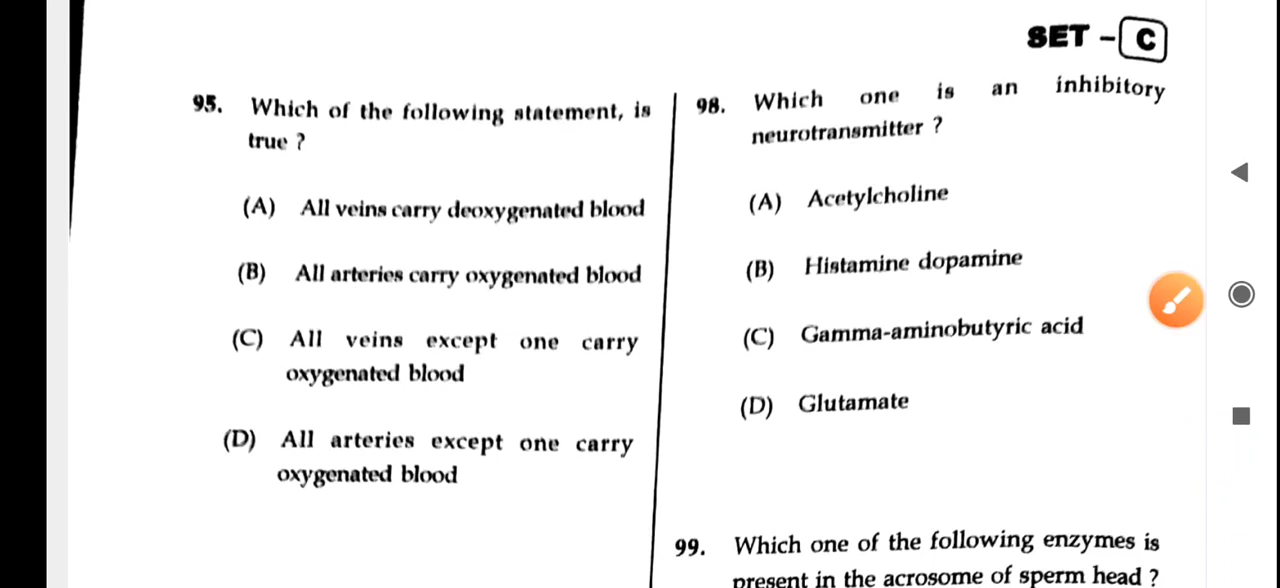 SET - C
95. Which of the following statement, is
true ?
(A) All veins carry deoxygenated blood
(B) All arteries carry oxygenated blood
(C) All veins except one carry
oxygenated blood
(D) All arteries except one carry
oxygenated blood
98. Which one is an inhibitory
neurotransmitter ?
(A) Acetylcholine
(B) Histamine dopamine
(C) Gamma-aminobutyric acid
(D) Glutamate
99. Which one of the following enzymes is
present in the acrosome of sperm head ?